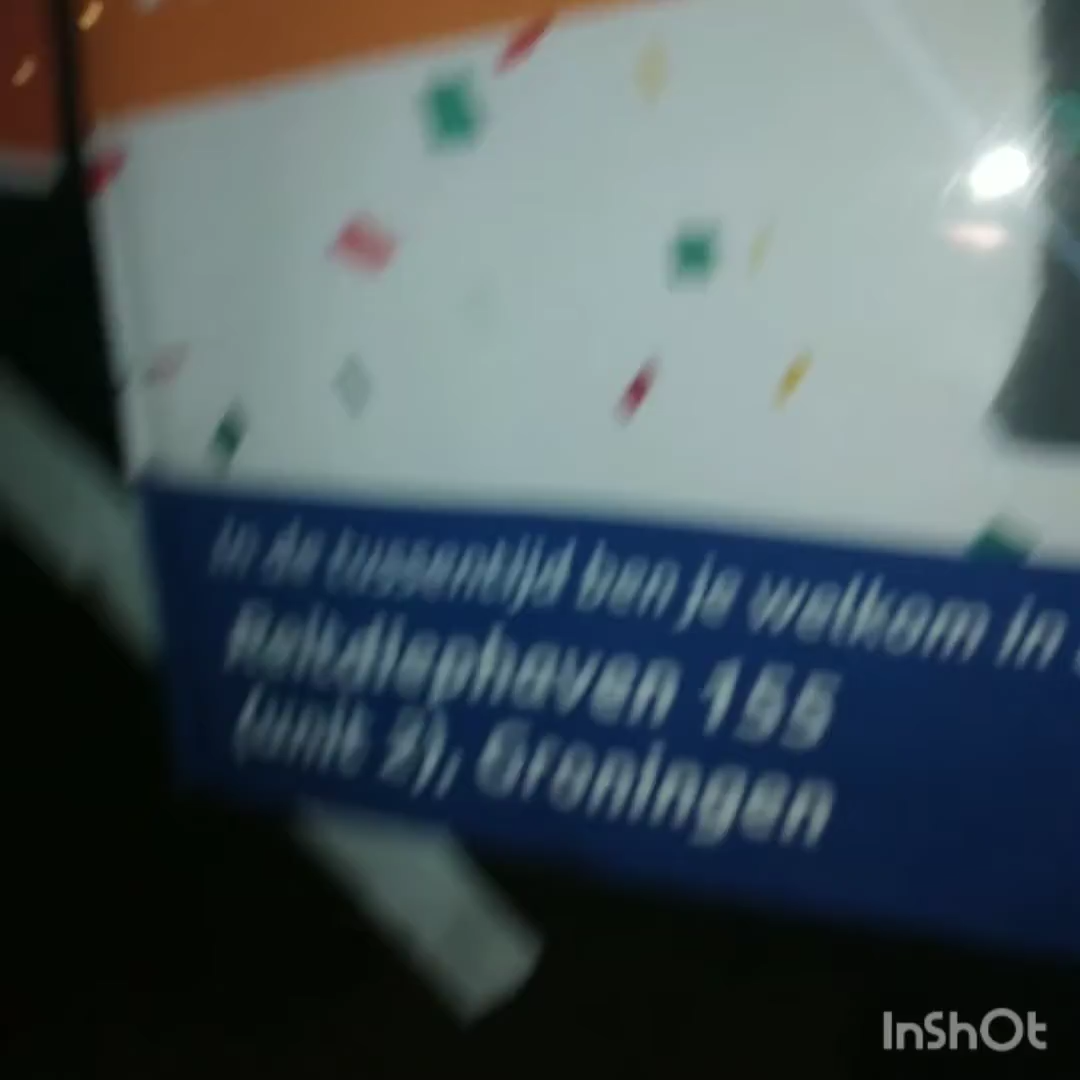 In de tussentijd ben je welkom in
Reitdiephaven 155
(unit 2), Groningen
InShOt